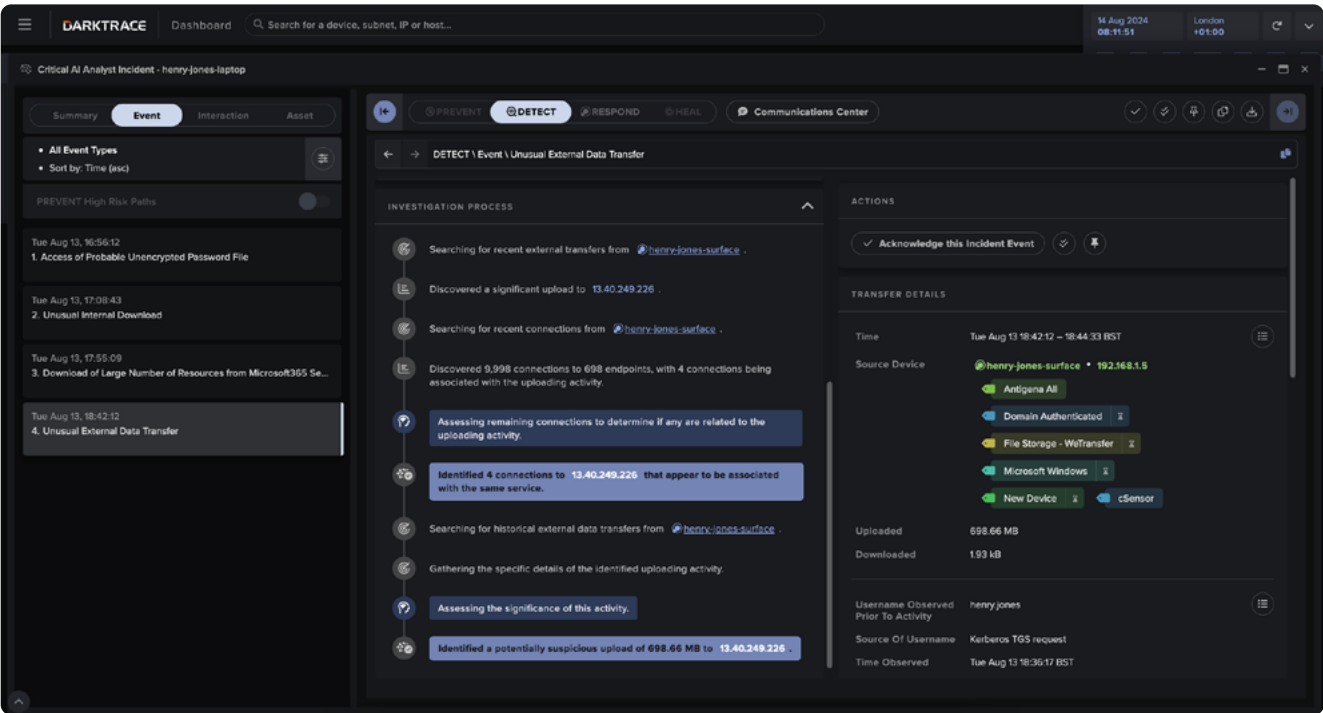 DARKTRACE
Dashboard
Search for a device, subnet, IP or host...
14 Aug 2024
08:11:51
London
+01:00
Critical AI Analyst Incident - henry-jones-laptop
Summary
Event
Interaction
Asset
• All Event Types
• Sort by: Time (asc)
PREVENT High Risk Paths
Tue Aug 13, 16:56:12
1. Access of Probable Unencrypted Password File
Tue Aug 13, 17:08:43
2. Unusual Internal Download
Tue Aug 13, 17:55:09
3. Download of Large Number of Resources from Microsoft365 Se...
Tue Aug 13, 18:42:12
4. Unusual External Data Transfer
PREVENT
DETECT
RESPOND
HEAL
Communications Center
DETECT \ Event \ Unusual External Data Transfer
INVESTIGATION PROCESS
Searching for recent external transfers from henry-jones-surface .
Discovered a significant upload to 13.40.249.226 .
Searching for recent connections from henry-jones-surface .
Discovered 9,998 connections to 698 endpoints, with 4 connections being
associated with the uploading activity.
Assessing remaining connections to determine if any are related to the
uploading activity.
Identified 4 connections to 13.40.249.226 that appear to be associated
with the same service.
Searching for historical external data transfers from henry-jones-surface .
Gathering the specific details of the identified uploading activity.
Assessing the significance of this activity.
Identified a potentially suspicious upload of 698.66 MB to 13.40.249.226 .
ACTIONS
Acknowledge this Incident Event
TRANSFER DETAILS
Time
Tue Aug 13 18:42:12 – 18:44:33 BST
Source Device
henry-jones-surface • 192.168.1.5
Antigena All
Domain Authenticated
File Storage - WeTransfer
Microsoft Windows
New Device
cSensor
Uploaded
698.66 MB
Downloaded
1.93 kB
Username Observed
Prior To Activity
henry.jones
Source Of Username
Kerberos TGS request
Time Observed
Tue Aug 13 18:36:17 BST